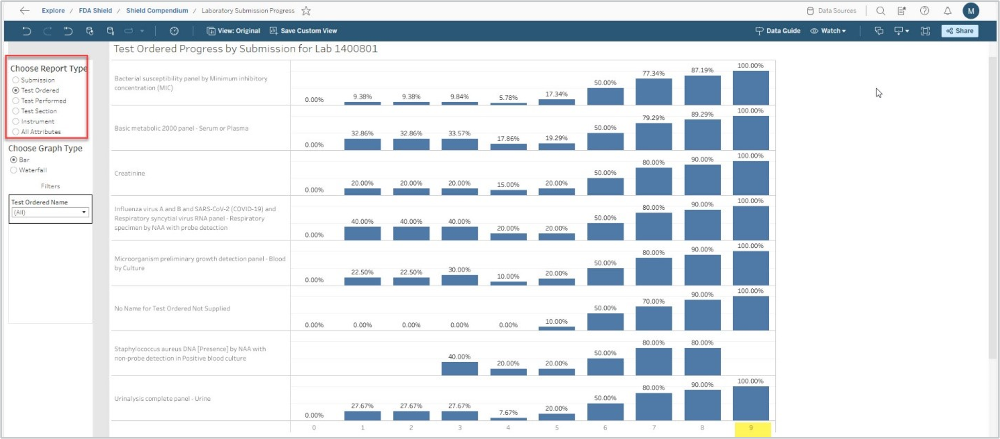 Explore / FDA Shield / Shield Compendium / Laboratory Submission Progress
Data Sources
M
View: Original
Save Custom View
Data Guide
Watch
Share
Test Ordered Progress by Submission for Lab 1400801
Choose Report Type
Submission
Test Ordered
Test Performed
Test Section
Instrument
All Attributes
Choose Graph Type
Bar
Waterfall
Filters
Test Ordered Name
(All)
Bacterial susceptibility panel by Minimum inhibitory
concentration (MIC)
0.00% 9.38% 9.38% 9.84% 5.78% 17.34% 50.00% 77.34% 87.19% 100.00%
Basic metabolic 2000 panel - Serum or Plasma
0.00% 32.86% 32.86% 33.57% 17.86% 19.29% 50.00% 79.29% 89.29% 100.00%
Creatinine
0.00% 20.00% 20.00% 20.00% 15.00% 20.00% 50.00% 80.00% 90.00% 100.00%
Influenza virus A and B and SARS-CoV-2 (COVID-19) and
Respiratory syncytial virus RNA panel - Respiratory
specimen by NAA with probe detection
0.00% 40.00% 40.00% 40.00% 20.00% 20.00% 50.00% 80.00% 90.00% 100.00%
Microorganism preliminary growth detection panel - Blood
by Culture
0.00% 22.50% 22.50% 30.00% 10.00% 20.00% 50.00% 80.00% 90.00% 100.00%
No Name for Test Ordered Not Supplied
0.00% 0.00% 0.00% 0.00% 0.00% 10.00% 50.00% 70.00% 90.00% 100.00%
Staphylococcus aureus DNA [Presence] by NAA with
non-probe detection in Positive blood culture
40.00% 20.00% 20.00% 50.00% 80.00% 80.00%
Urinalysis complete panel - Urine
0.00% 27.67% 27.67% 27.67% 7.67% 20.00% 50.00% 80.00% 90.00% 100.00%
0 1 2 3 4 5 6 7 8 9